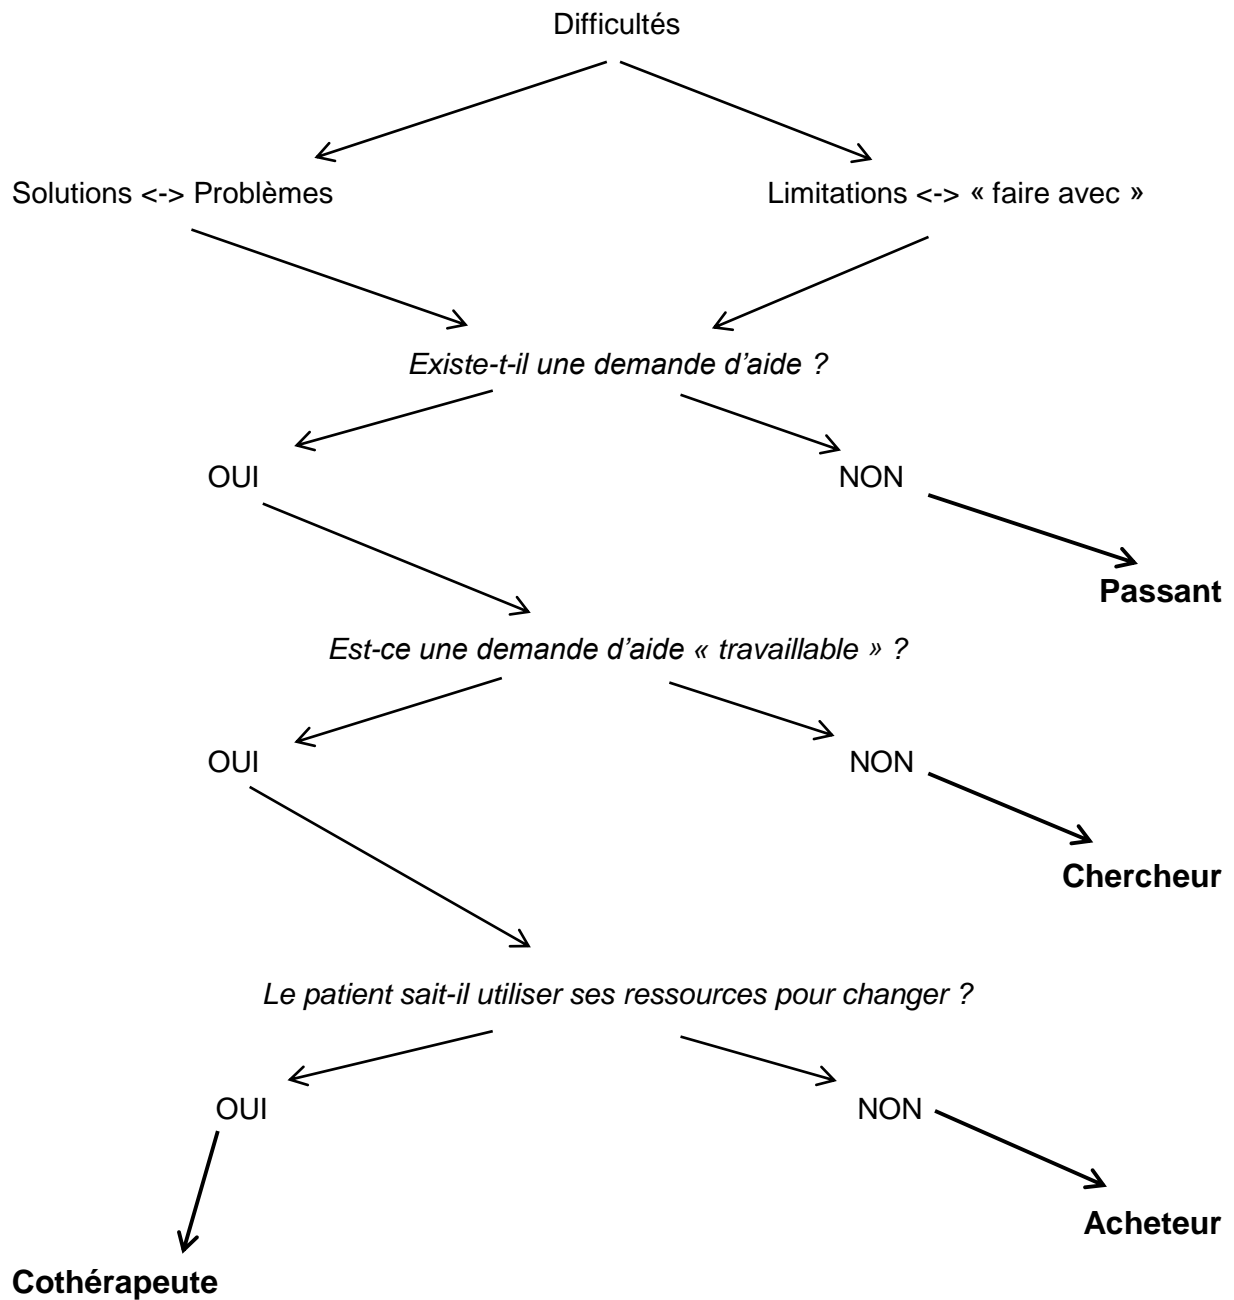 Difficultés
Solutions <-> Problèmes
Limitations <-> « faire avec »
Existe-t-il une demande d’aide ?
OUI
NON
Passant
Est-ce une demande d’aide « travaillable » ?
OUI
NON
Chercheur
Le patient sait-il utiliser ses ressources pour changer ?
OUI
NON
Acheteur
Cothérapeute